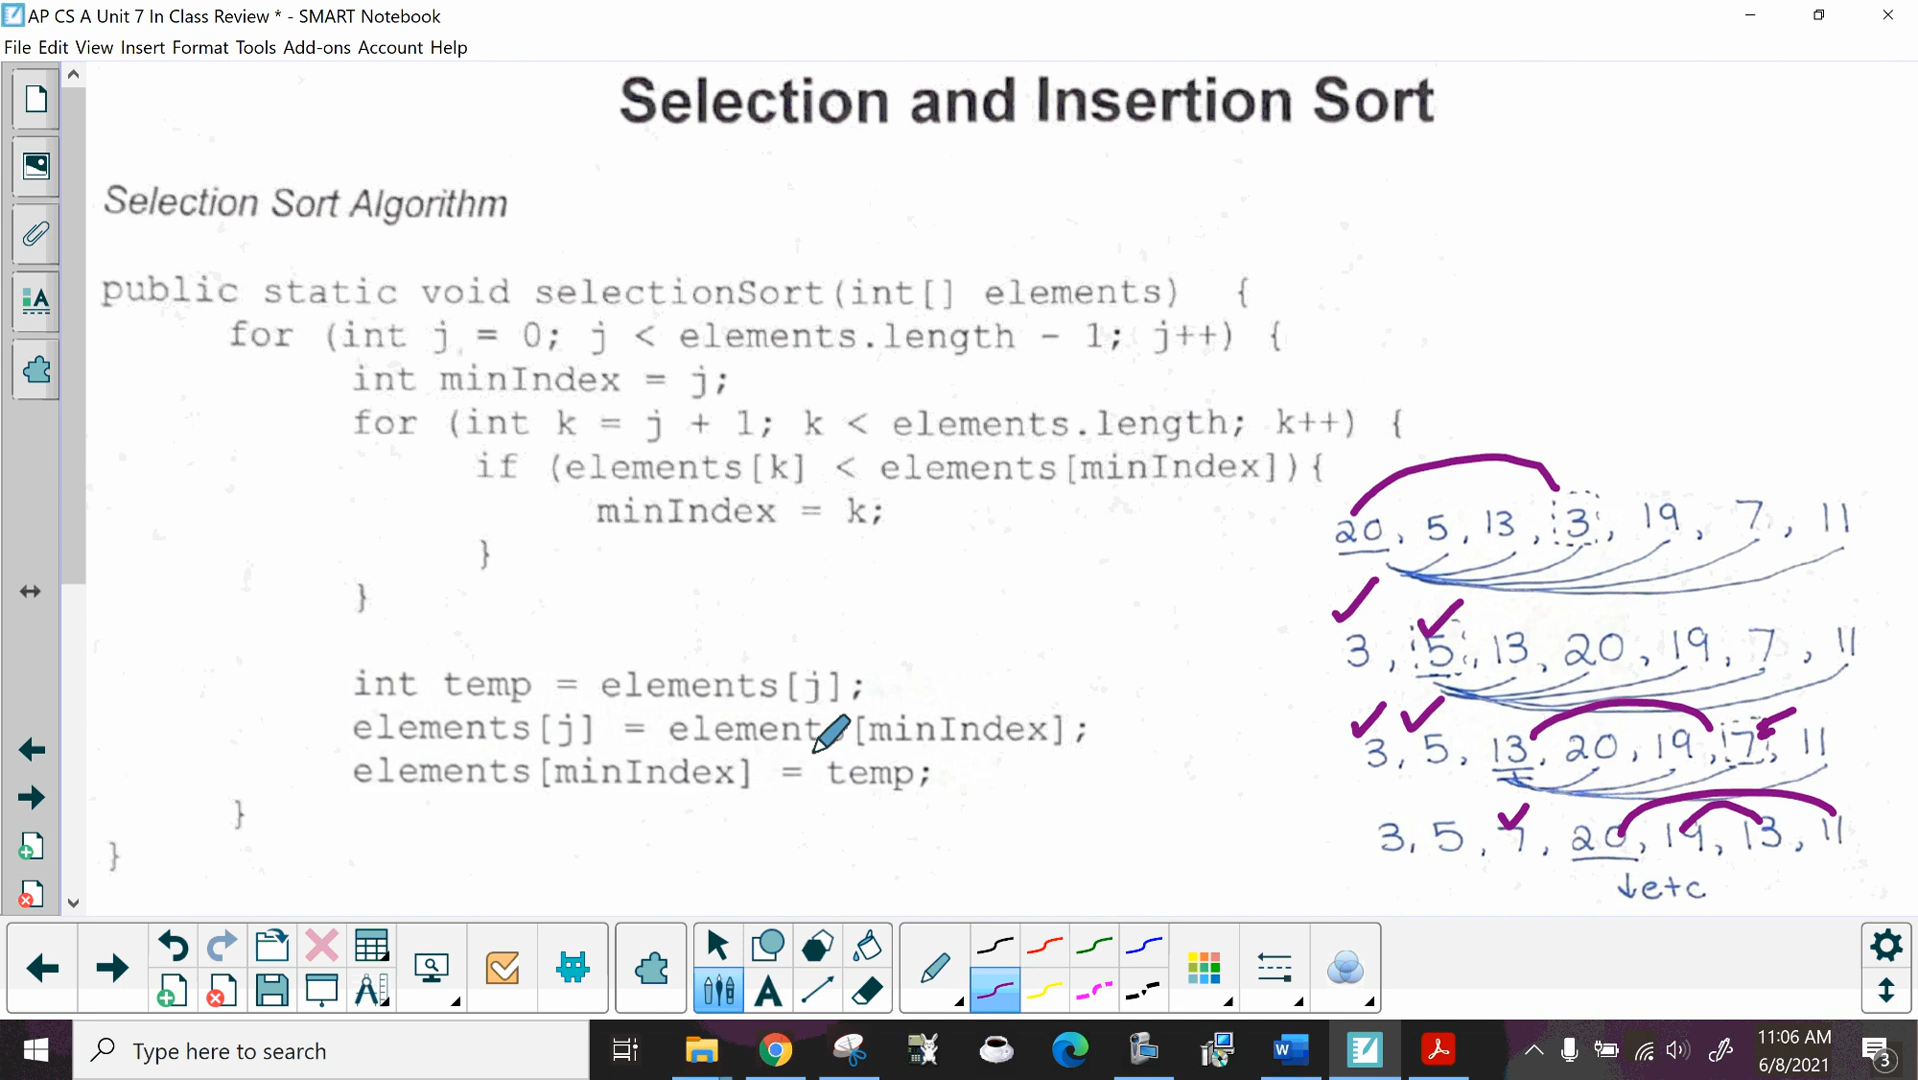 AP CS A Unit 7 In Class Review * - SMART Notebook
File Edit View Insert Format Tools Add-ons Account Help
Selection and Insertion Sort
Selection Sort Algorithm
public static void selectionSort(int[] elements) {
for (int j = 0; j < elements.length - 1; j++) {
int minIndex = j;
for (int k = j + 1; k < elements.length; k++) {
if (elements[k] < elements[minIndex]){
minIndex = k;
}
}
int temp = elements[j];
elements[j] = elements[minIndex];
elements[minIndex] = temp;
}
}
20, 5, 13, 3, 19, 7, 11
3, 5, 13, 20, 19, 7, 11
3, 5, 13, 20, 19, 7, 11
3, 5, 7, 20, 19, 13, 11
↓etc
Type here to search
11:06 AM
6/8/2021
3